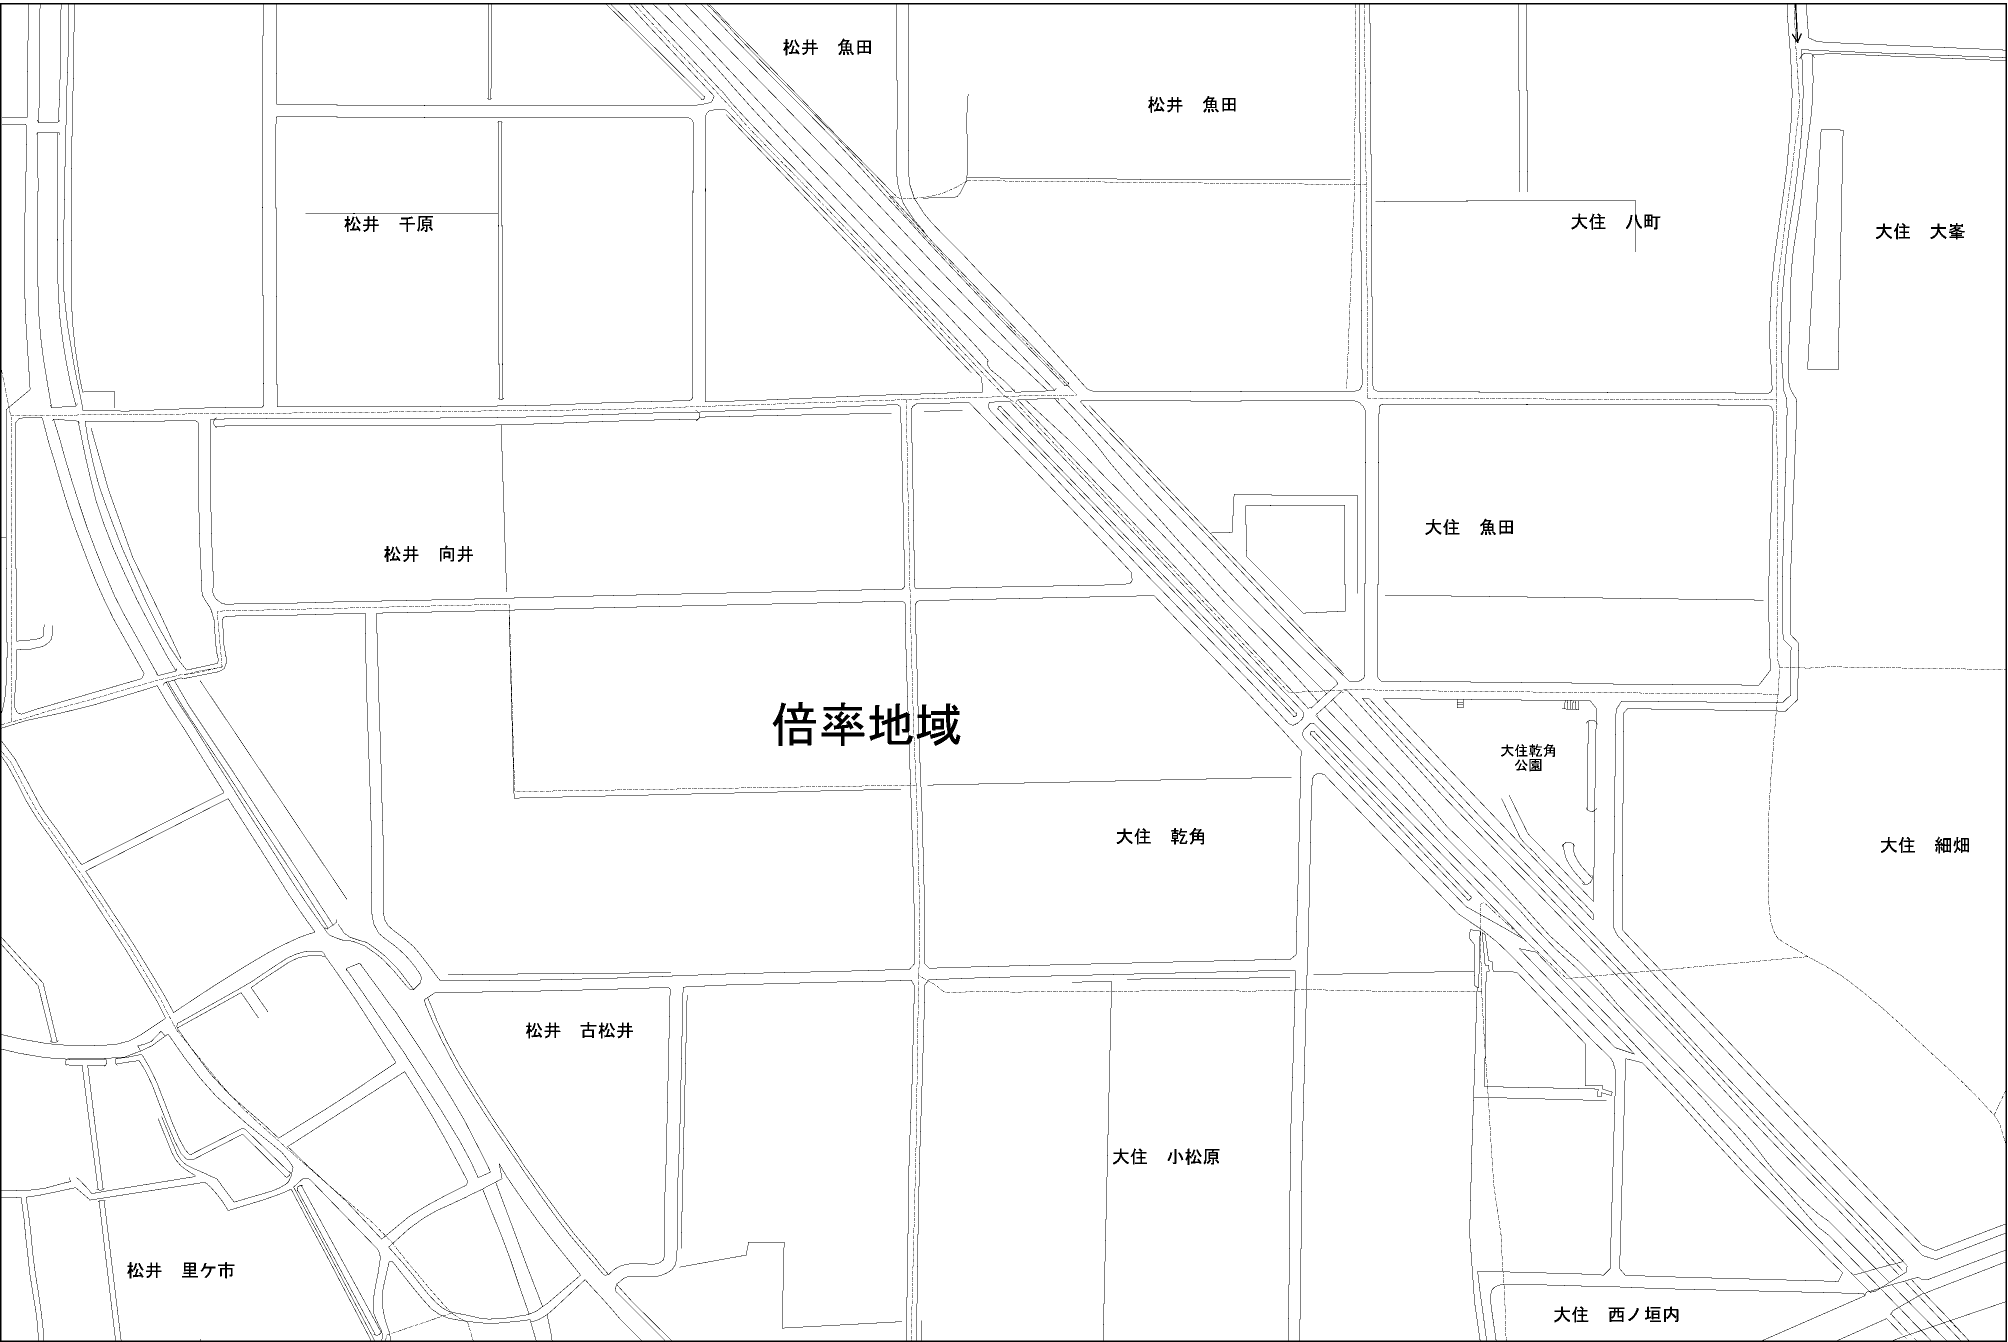 松井　魚田
松井　魚田
松井　千原
大住　八町
大住　大峯
大住　魚田
松井　向井
倍率地域
大住乾角
公園
大住　乾角
大住　細畑
松井　古松井
大住　小松原
松井　里ケ市
大住　西ノ垣内